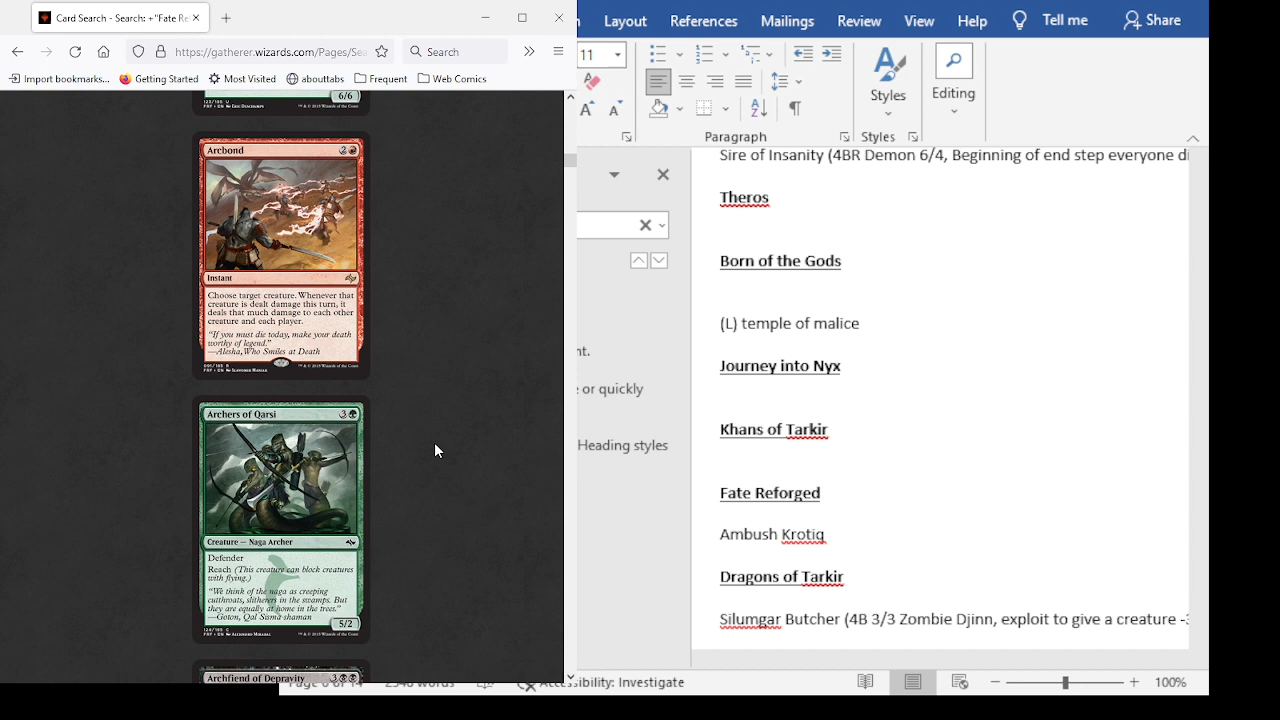 Card Search - Search: +"Fate Re
https://gatherer.wizards.com/Pages/Sea
Search
Import bookmarks...
Getting Started
Most Visited
abouttabs
Frequent
Web Comics
6/6
Arcbond
2
Instant
Choose target creature. Whenever that
creature is dealt damage this turn, it
deals that much damage to each other
creature and each player.
"If you must die today, make your death
worthy of legend."
—Alesha, Who Smiles at Death
Archers of Qarsi
3
Creature — Naga Archer
Defender
Reach (This creature can block creatures
with flying.)
"We think of the naga as creeping
cutthroats, slitherers in the swamps. But
they are equally at home in the trees."
—Goton, Qal Sisma shaman
5/2
Archfiend of Depravity
3
Layout
References
Mailings
Review
View
Help
Tell me
Share
11
Styles
Editing
Paragraph
Styles
nt.
e or quickly
Heading styles
Sire of Insanity (4BR Demon 6/4, Beginning of end step everyone di
Theros
Born of the Gods
(L) temple of malice
Journey into Nyx
Khans of Tarkir
Fate Reforged
Ambush Krotiq
Dragons of Tarkir
Silumgar Butcher (4B 3/3 Zombie Djinn, exploit to give a creature -3
Accessibility: Investigate
100%